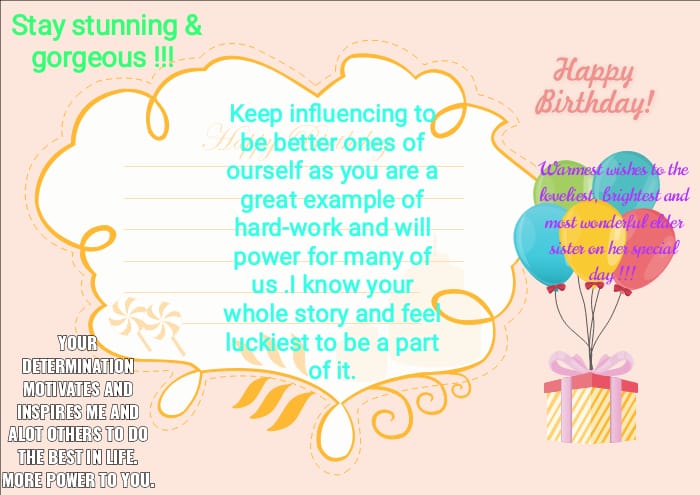 Stay stunning &
gorgeous !!!
Happy
Birthday!
Happy Birthday
Keep influencing to
be better ones of
ourself as you are a
great example of
hard-work and will
power for many of
us .I know your
whole story and feel
luckiest to be a part
of it.
Warmest wishes to the
loveliest, brightest and
most wonderful elder
sister on her special
day !!!
YOUR
DETERMINATION
MOTIVATES AND
INSPIRES ME AND
ALOT OTHERS TO DO
THE BEST IN LIFE.
MORE POWER TO YOU.